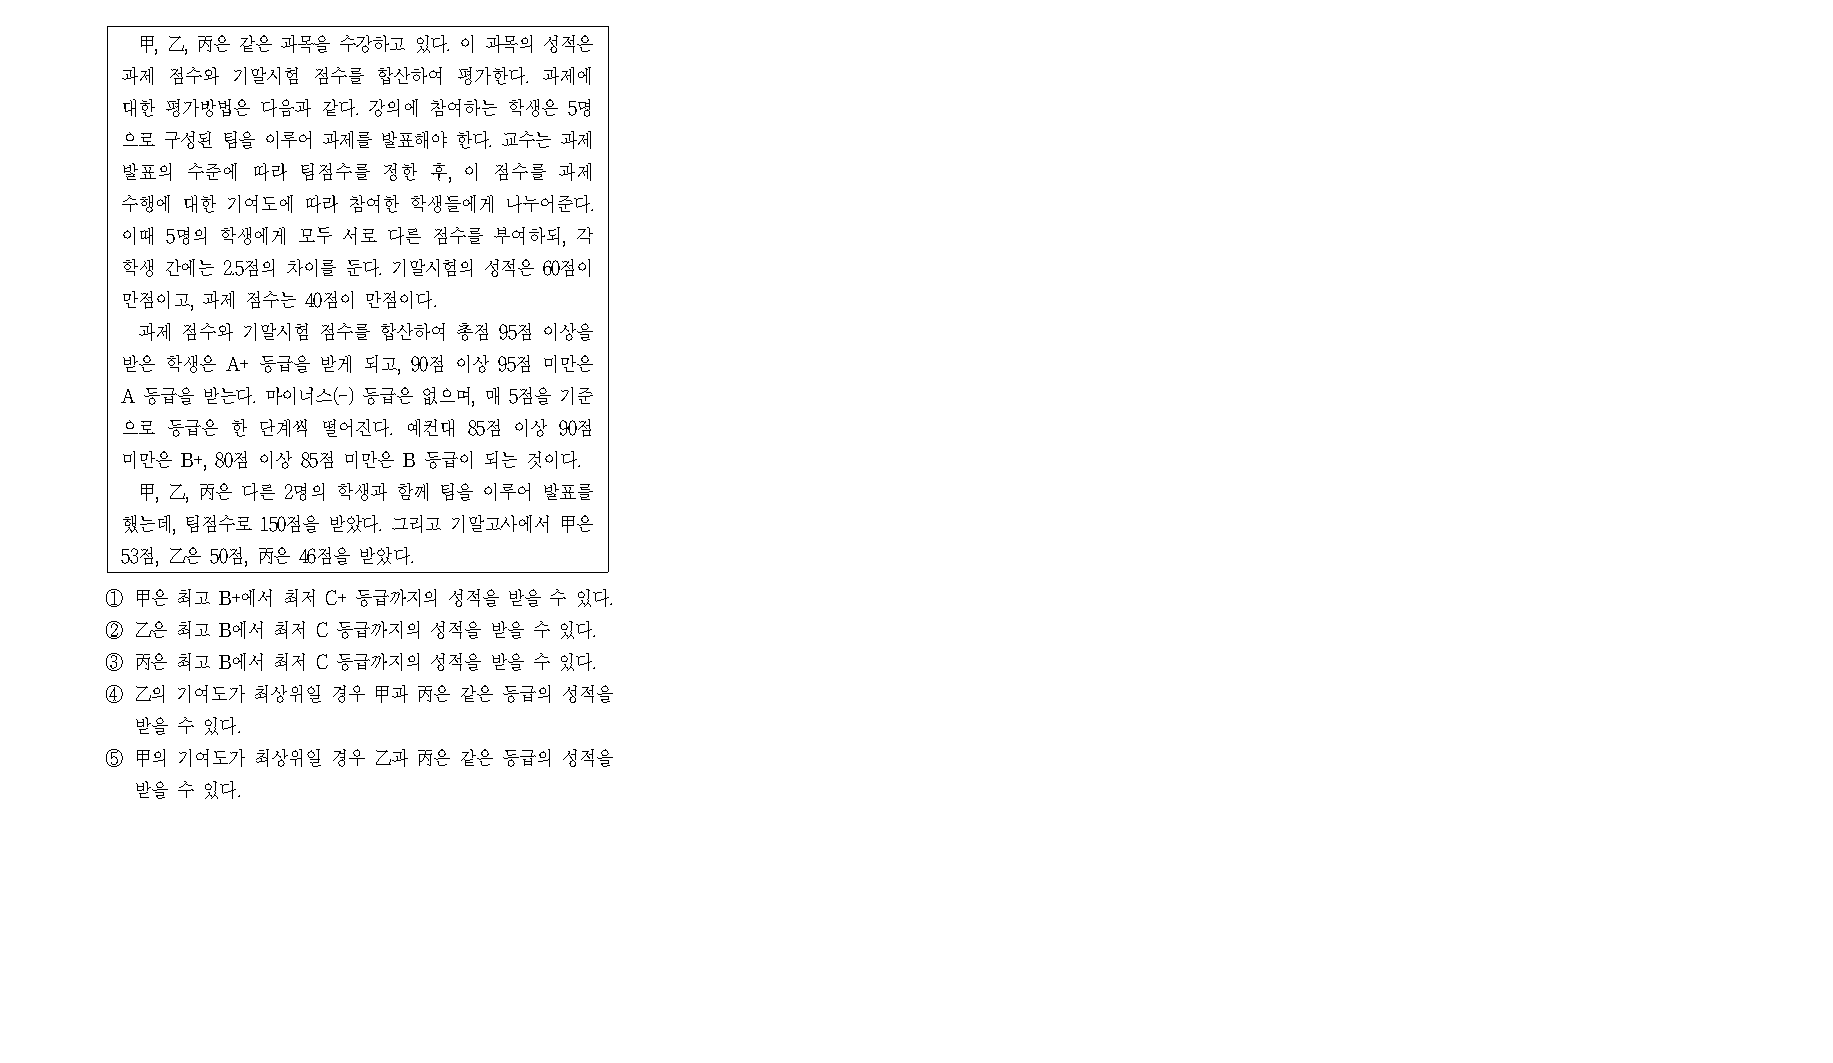 甲, 乙, 丙은 같은 과목을 수강하고 있다. 이 과목의 성적은
과제 점수와 기말시험 점수를 합산하여 평가한다. 과제에
대한 평가방법은 다음과 같다. 강의에 참여하는 학생은 5명
으로 구성된 팀을 이루어 과제를 발표해야 한다. 교수는 과제
발표의 수준에 따라 팀점수를 정한 후, 이 점수를 과제
수행에 대한 기여도에 따라 참여한 학생들에게 나누어준다.
이때 5명의 학생에게 모두 서로 다른 점수를 부여하되, 각
학생 간에는 2.5점의 차이를 둔다. 기말시험의 성적은 60점이
만점이고, 과제 점수는 40점이 만점이다.
과제 점수와 기말시험 점수를 합산하여 총점 95점 이상을
받은 학생은 A+ 등급을 받게 되고, 90점 이상 95점 미만은
A 등급을 받는다. 마이너스(-) 등급은 없으며, 매 5점을 기준
으로 등급은 한 단계씩 떨어진다. 예컨대 85점 이상 90점
미만은 B+, 80점 이상 85점 미만은 B 등급이 되는 것이다.
甲, 乙, 丙은 다른 2명의 학생과 함께 팀을 이루어 발표를
했는데, 팀점수로 150점을 받았다. 그리고 기말고사에서 甲은
53점, 乙은 50점, 丙은 46점을 받았다.
① 甲은 최고 B+에서 최저 C+ 등급까지의 성적을 받을 수 있다.
② 乙은 최고 B에서 최저 C 등급까지의 성적을 받을 수 있다.
③ 丙은 최고 B에서 최저 C 등급까지의 성적을 받을 수 있다.
④ 乙의 기여도가 최상위일 경우 甲과 丙은 같은 등급의 성적을
받을 수 있다.
⑤ 甲의 기여도가 최상위일 경우 乙과 丙은 같은 등급의 성적을
받을 수 있다.